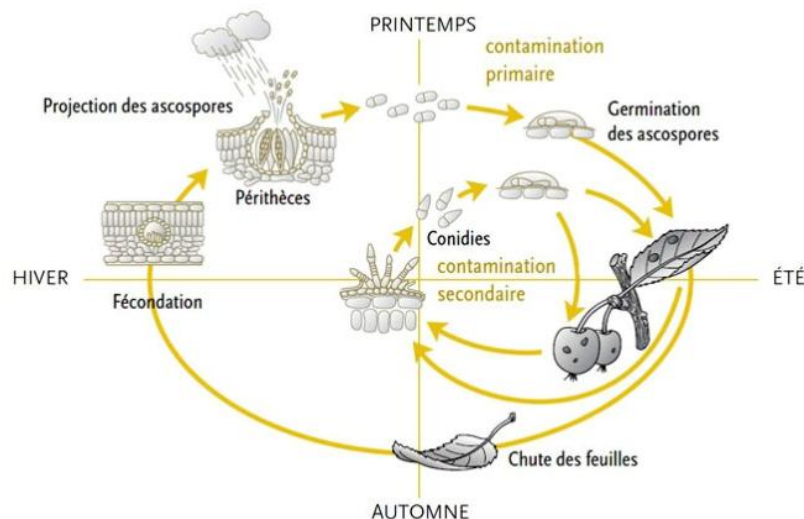 PRINTEMPS
contamination
primaire
Projection des ascospores
Germination
des ascospores
Périthèces
Conidies
contamination
secondaire
HIVER
ÉTÉ
Fécondation
Chute des feuilles
AUTOMNE